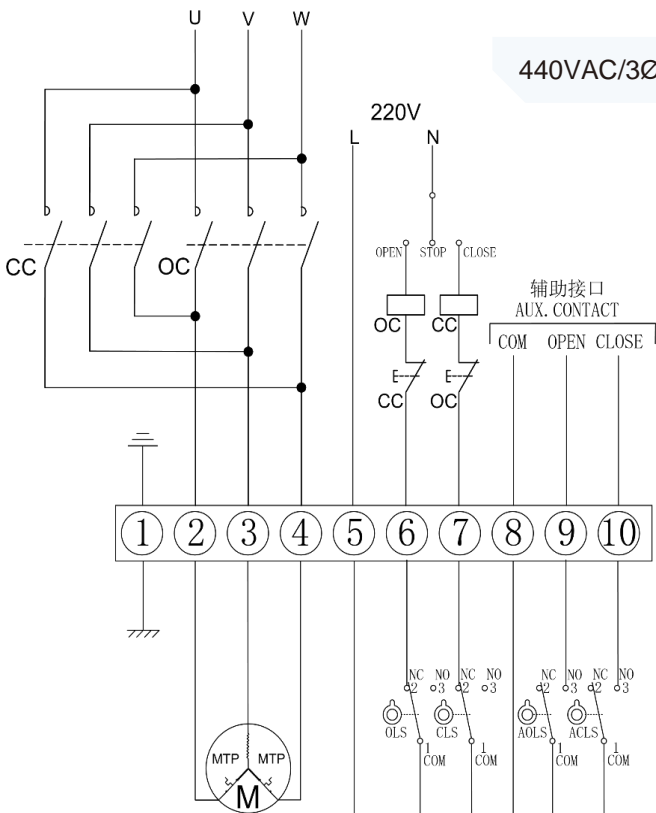 U V W
440VAC/3Ø
220V
L N
OPEN STOP CLOSE
CC OC
OC CC
辅助接口
AUX. CONTACT
COM OPEN CLOSE
CC OC
1 2 3 4 5 6 7 8 9 10
NC NO NC NO NC NO NC NO
2 3 2 3 2 3 2 3
OLS CLS AOLS ACLS
1 1 1 1
COM COM COM COM
MTP MTP
M